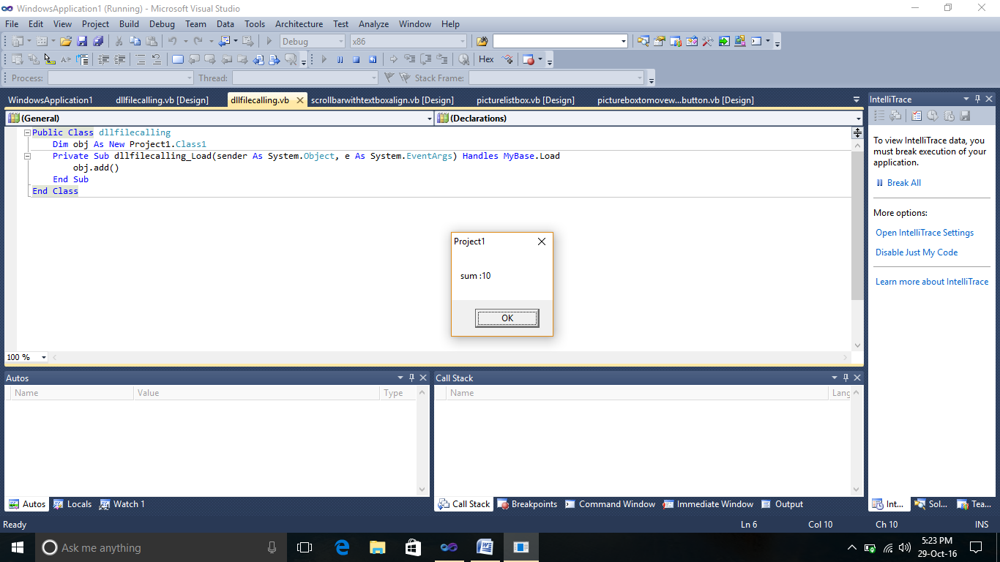 WindowsApplication1 (Running) - Microsoft Visual Studio
File Edit View Project Build Debug Team Data Tools Architecture Test Analyze Window Help
Debug x86
Hex
Process: Thread: Stack Frame:
WindowsApplication1 dllfilecalling.vb [Design] dllfilecalling.vb scrollbarwithtextboxalign.vb [Design] picturelistbox.vb [Design] pictureboxtomovew...button.vb [Design]
(General) (Declarations)
Public Class dllfilecalling
Dim obj As New Project1.Class1
Private Sub dllfilecalling_Load(sender As System.Object, e As System.EventArgs) Handles MyBase.Load
obj.add()
End Sub
End Class
100 %
Project1
sum :10
OK
IntelliTrace
To view IntelliTrace data, you
must break execution of your
application.
Break All
More options:
Open IntelliTrace Settings
Disable Just My Code
Learn more about IntelliTrace
Autos
Name Value Type
Call Stack
Name Lang
Autos Locals Watch 1
Call Stack Breakpoints Command Window Immediate Window Output
Int... Sol... Tea...
Ready Ln 6 Col 10 Ch 10 INS
Ask me anything
5:23 PM
29-Oct-16